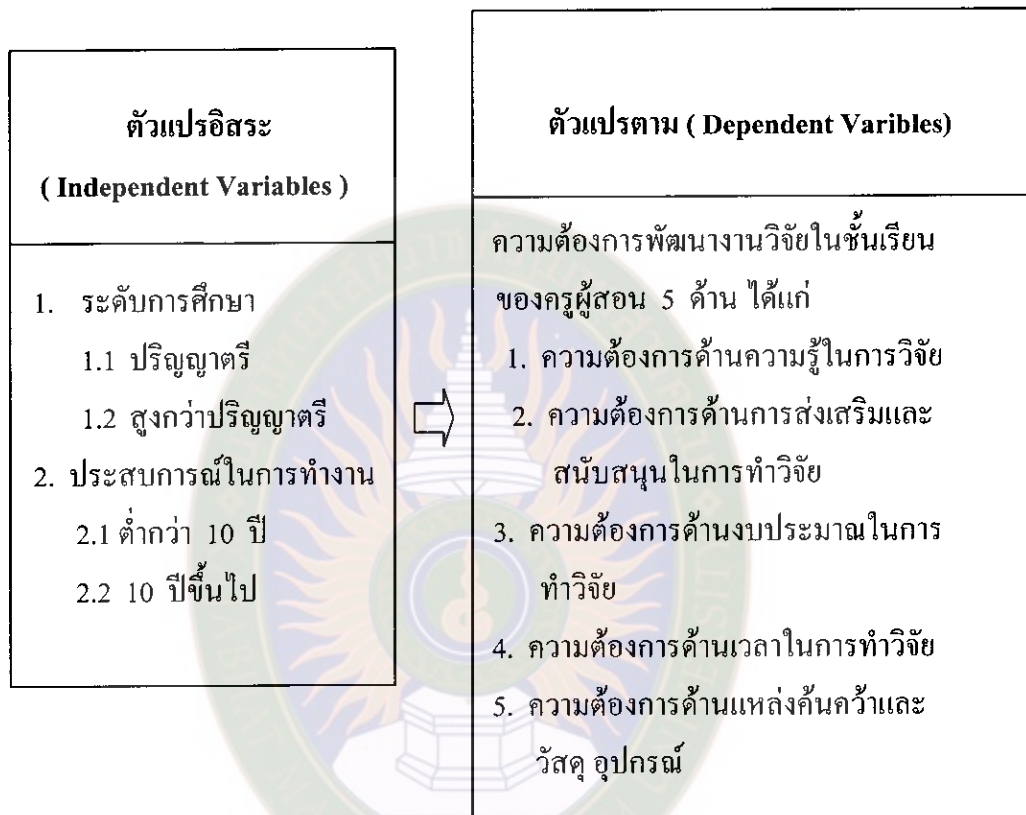 ตัวแปรอิสระ
( Independent Variables )
1. ระดับการศึกษา
1.1 ปริญญาตรี
1.2 สูงกว่าปริญญาตรี
2. ประสบการณ์ในการทำงาน
2.1 ต่ำกว่า 10 ปี
2.2 10 ปีขึ้นไป
ตัวแปรตาม ( Dependent Varibles)
ความต้องการพัฒนางานวิจัยในชั้นเรียน
ของครูผู้สอน 5 ด้าน ได้แก่
1. ความต้องการด้านความรู้ในการวิจัย
2. ความต้องการด้านการส่งเสริมและ
สนับสนุนในการทำวิจัย
3. ความต้องการด้านงบประมาณในการ
ทำวิจัย
4. ความต้องการด้านเวลาในการทำวิจัย
5. ความต้องการด้านแหล่งค้นคว้าและ
วัสดุ อุปกรณ์